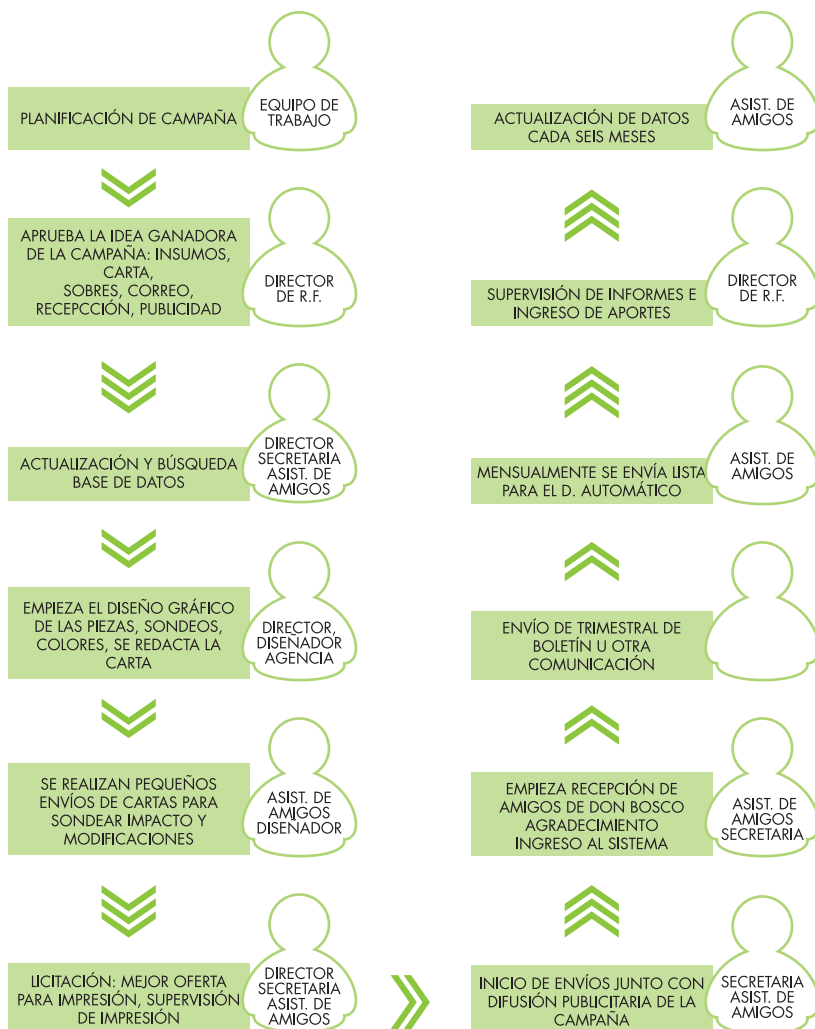 PLANIFICACIÓN DE CAMPAÑA
EQUIPO DE
TRABAJO
APRUEBA LA IDEA GANADORA
DE LA CAMPAÑA: INSUMOS,
CARTA,
SOBRES, CORREO,
RECEPCCIÓN, PUBLICIDAD
DIRECTOR
DE R.F.
ACTUALIZACIÓN Y BÚSQUEDA
BASE DE DATOS
DIRECTOR
SECRETARIA
ASIST. DE
AMIGOS
EMPIEZA EL DISEÑO GRÁFICO
DE LAS PIEZAS, SONDEOS,
COLORES, SE REDACTA LA
CARTA
DIRECTOR,
DISEÑADOR
AGENCIA
SE REALIZAN PEQUEÑOS
ENVÍOS DE CARTAS PARA
SONDEAR IMPACTO Y
MODIFICACIONES
ASIST. DE
AMIGOS
DISEÑADOR
LICITACIÓN: MEJOR OFERTA
PARA IMPRESIÓN, SUPERVISIÓN
DE IMPRESIÓN
DIRECTOR
SECRETARIA
ASIST. DE
AMIGOS
INICIO DE ENVÍOS JUNTO CON
DIFUSIÓN PUBLICITARIA DE LA
CAMPAÑA
SECRETARIA
ASIST. DE
AMIGOS
EMPIEZA RECEPCIÓN DE
AMIGOS DE DON BOSCO
AGRADECIMIENTO
INGRESO AL SISTEMA
ASIST. DE
AMIGOS
SECRETARIA
ENVÍO DE TRIMESTRAL DE
BOLETÍN U OTRA
COMUNICACIÓN
MENSUALMENTE SE ENVÍA LISTA
PARA EL D. AUTOMÁTICO
ASIST. DE
AMIGOS
SUPERVISIÓN DE INFORMES E
INGRESO DE APORTES
DIRECTOR
DE R.F.
ACTUALIZACIÓN DE DATOS
CADA SEIS MESES
ASIST. DE
AMIGOS